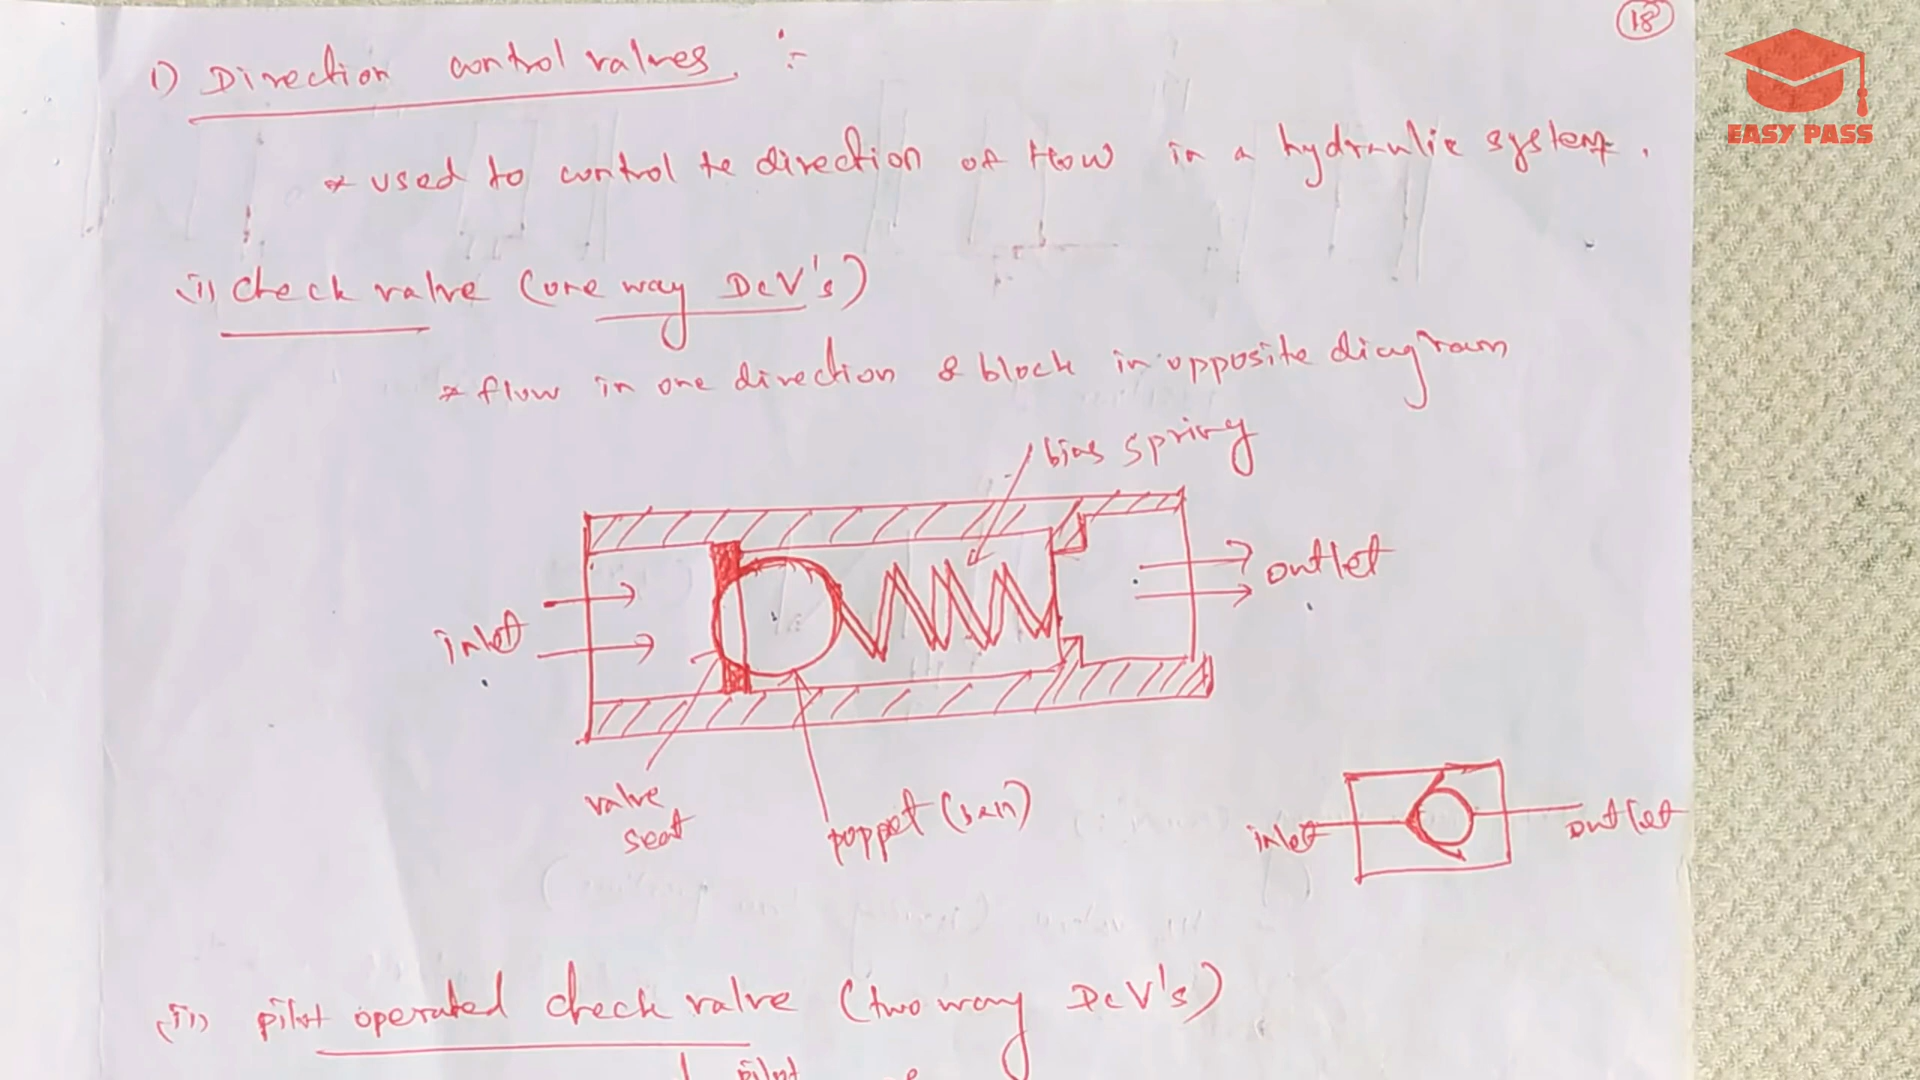 18
EASY PASS
1) Direction control valves :-
* used to control te direction of flow in a hydraulic system.
(i) check valve (one way DCV's)
* flow in one direction & block in opposite diagram
bias spring
outlet
inlet
valve
seat
poppet
inlet
outlet
(ii) pilot operated check valve (two way DCV's)
pilot